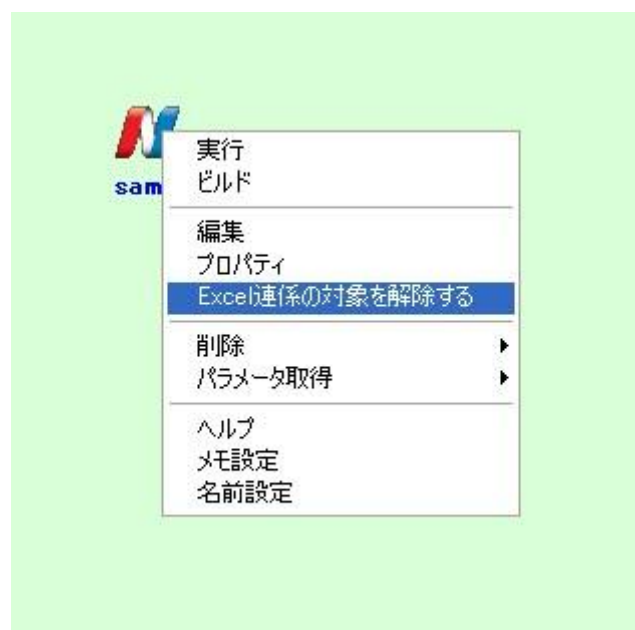 sam
実行
ビルド
編集
プロパティ
Excel連係の対象を解除する
削除
パラメータ取得
ヘルプ
メモ設定
名前設定